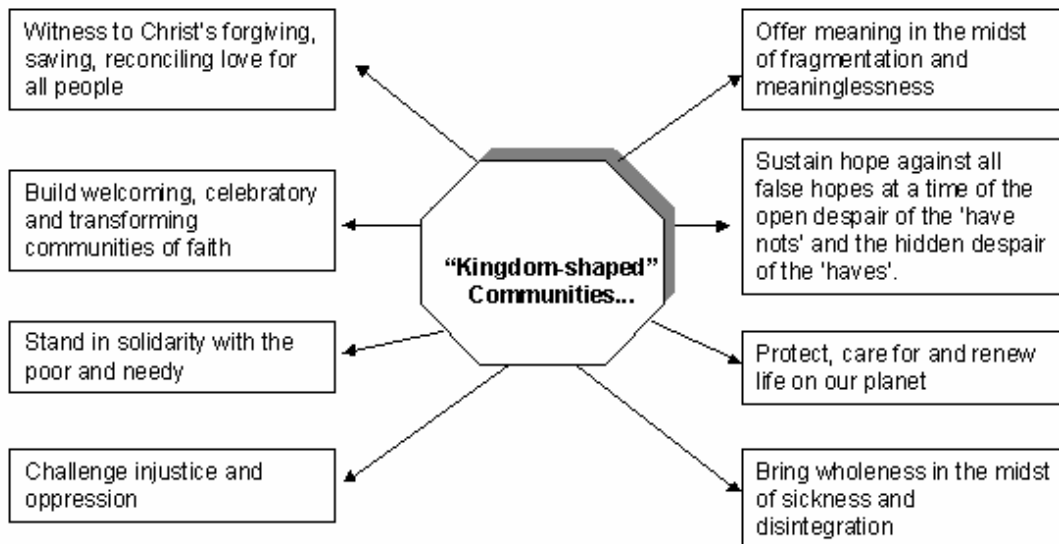 Witness to Christ's forgiving,
saving, reconciling love for
all people
Build welcoming, celebratory
and transforming
communities of faith
Stand in solidarity with the
poor and needy
Challenge injustice and
oppression
“Kingdom-shaped”
Communities...
Offer meaning in the midst
of fragmentation and
meaninglessness
Sustain hope against all
false hopes at a time of the
open despair of the 'have
nots' and the hidden despair
of the 'haves'.
Protect, care for and renew
life on our planet
Bring wholeness in the midst
of sickness and
disintegration